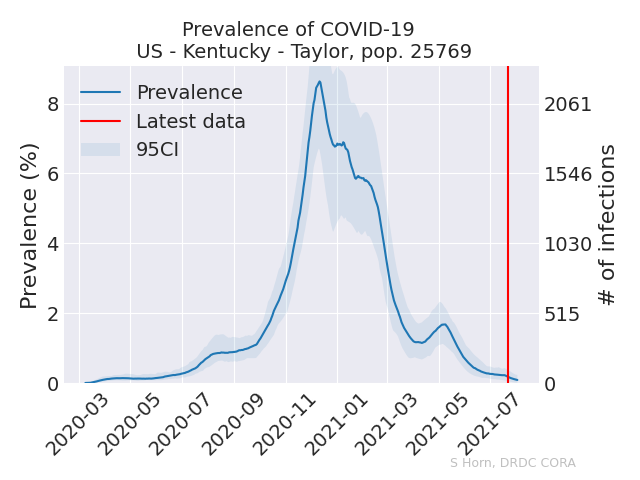 Prevalence of COVID-19
US - Kentucky - Taylor, pop. 25769
Prevalence
Latest data
95CI
Prevalence (%)
8
6
4
2
0
2061
1546
1030
515
0
# of infections
2020-03
2020-05
2020-07
2020-09
2020-11
2021-01
2021-03
2021-05
2021-07
S Horn, DRDC CORA